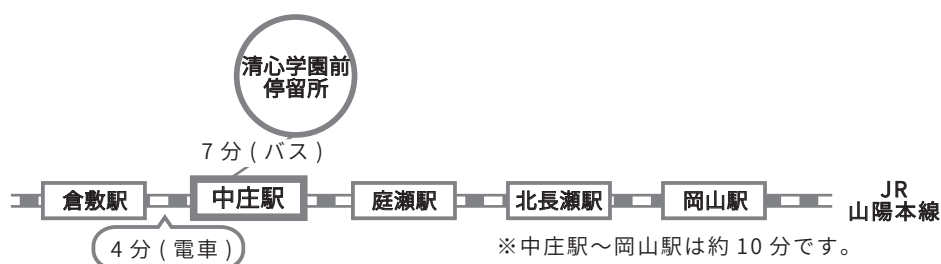 清心学園前
停留所
7分(バス)
倉敷駅
中庄駅
庭瀬駅
北長瀬駅
岡山駅
JR
山陽本線
4分(電車)
※中庄駅～岡山駅は約10分です。